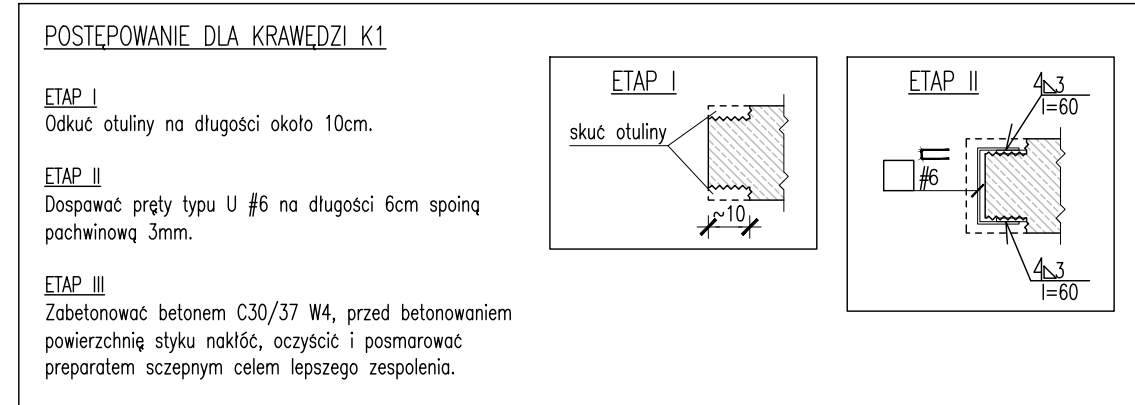 POSTĘPOWANIE DLA KRAWĘDZI K1
ETAP I
Odkuć otuliny na długości około 10cm.
ETAP II
Dospawać pręty typu U #6 na długości 6cm spoiną
pachwinową 3mm.
ETAP III
Zabetonować betonem C30/37 W4, przed betonowaniem
powierzchnię styku nakłóć, oczyścić i posmarować
preparatem sczepnym celem lepszego zespolenia.
ETAP I
skuć otuliny
~10
ETAP II
4 3
l=60
#6
4 3
l=60